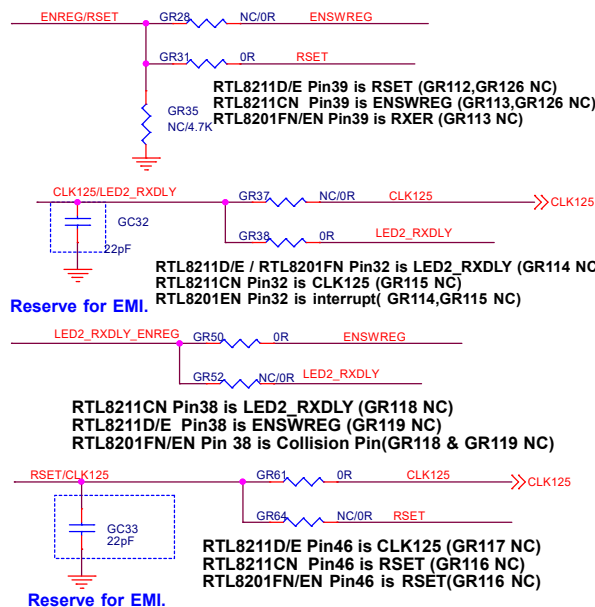 ENREG/RSET GR28 NC/0R ENSWREG
GR31 0R RSET
RTL8211D/E Pin39 is RSET (GR112,GR126 NC)
RTL8211CN Pin39 is ENSWREG (GR113,GR126 NC)
RTL8201FN/EN Pin39 is RXER (GR113 NC)
GR35
NC/4.7K
CLK125/LED2_RXDLY GR37 NC/0R CLK125 CLK125
GC32
22pF
GR38 0R LED2_RXDLY
RTL8211D/E / RTL8201FN Pin32 is LED2_RXDLY (GR114 NC
RTL8211CN Pin32 is CLK125 (GR115 NC)
RTL8201EN Pin32 is interrupt( GR114,GR115 NC)
Reserve for EMI.
LED2_RXDLY_ENREG GR50 0R ENSWREG
GR52 NC/0R LED2_RXDLY
RTL8211CN Pin38 is LED2_RXDLY (GR118 NC)
RTL8211D/E Pin38 is ENSWREG (GR119 NC)
RTL8201FN/EN Pin 38 is Collision Pin(GR118 & GR119 NC)
RSET/CLK125 GR61 0R CLK125 CLK125
GC33
22pF
GR64 NC/0R RSET
RTL8211D/E Pin46 is CLK125 (GR117 NC)
RTL8211CN Pin46 is RSET (GR116 NC)
RTL8201FN/EN Pin46 is RSET(GR116 NC)
Reserve for EMI.